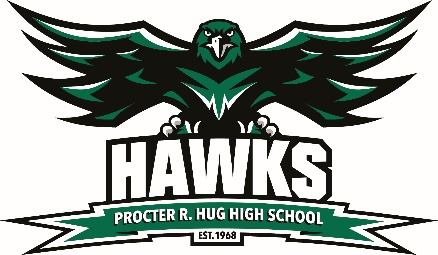 HAWKS
PROCTER R. HUG HIGH SCHOOL
EST. 1968